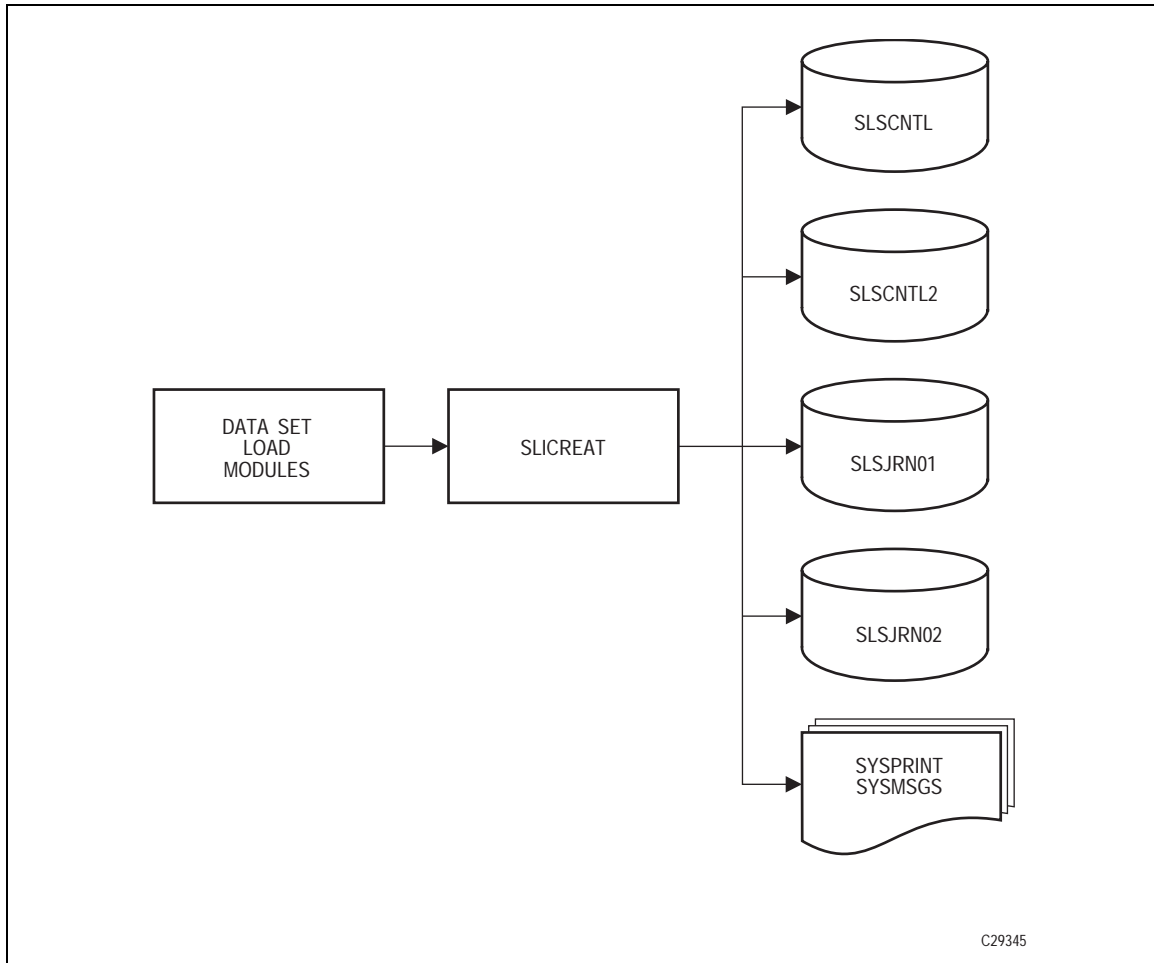 SLSCNTL
SLSCNTL2
DATA SET
LOAD
MODULES
SLICREAT
SLSJRN01
SLSJRN02
SYSPRINT
SYSMSGS
C29345